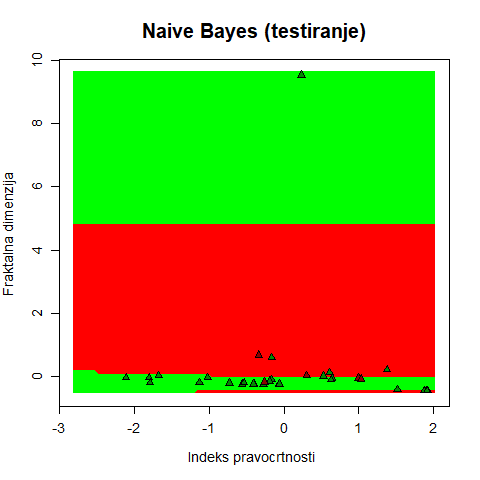 Naive Bayes (testiranje)
10
8
6
4
2
0
Fraktalna dimenzija
-3 -2 -1 0 1 2
Indeks pravocrtnosti